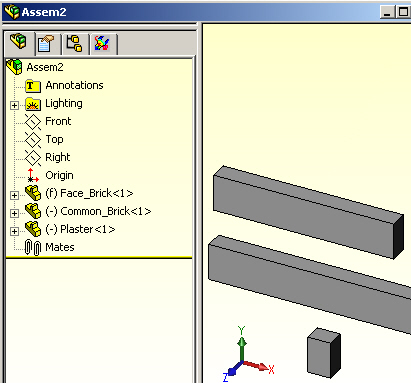 Assem2
Assem2
T Annotations
Lighting
Front
Top
Right
Origin
(f) Face_Brick<1>
(-) Common_Brick<1>
(-) Plaster<1>
Mates
Y
X
Z